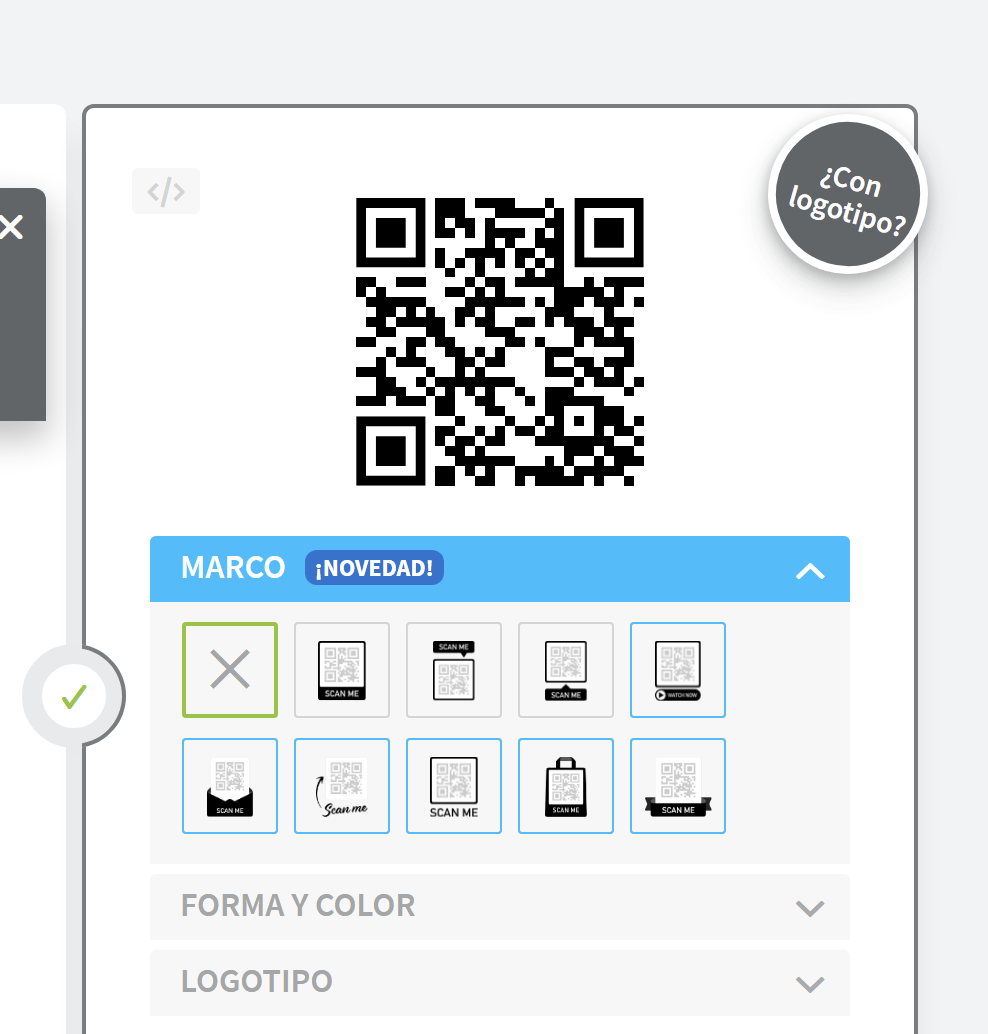 </>
¿Con
logotipo?
MARCO ¡NOVEDAD!
SCAN ME
SCAN ME
SCAN ME
WATCH NOW
SCAN ME
Scan me
SCAN ME
SCAN ME
SCAN ME
FORMA Y COLOR
LOGOTIPO